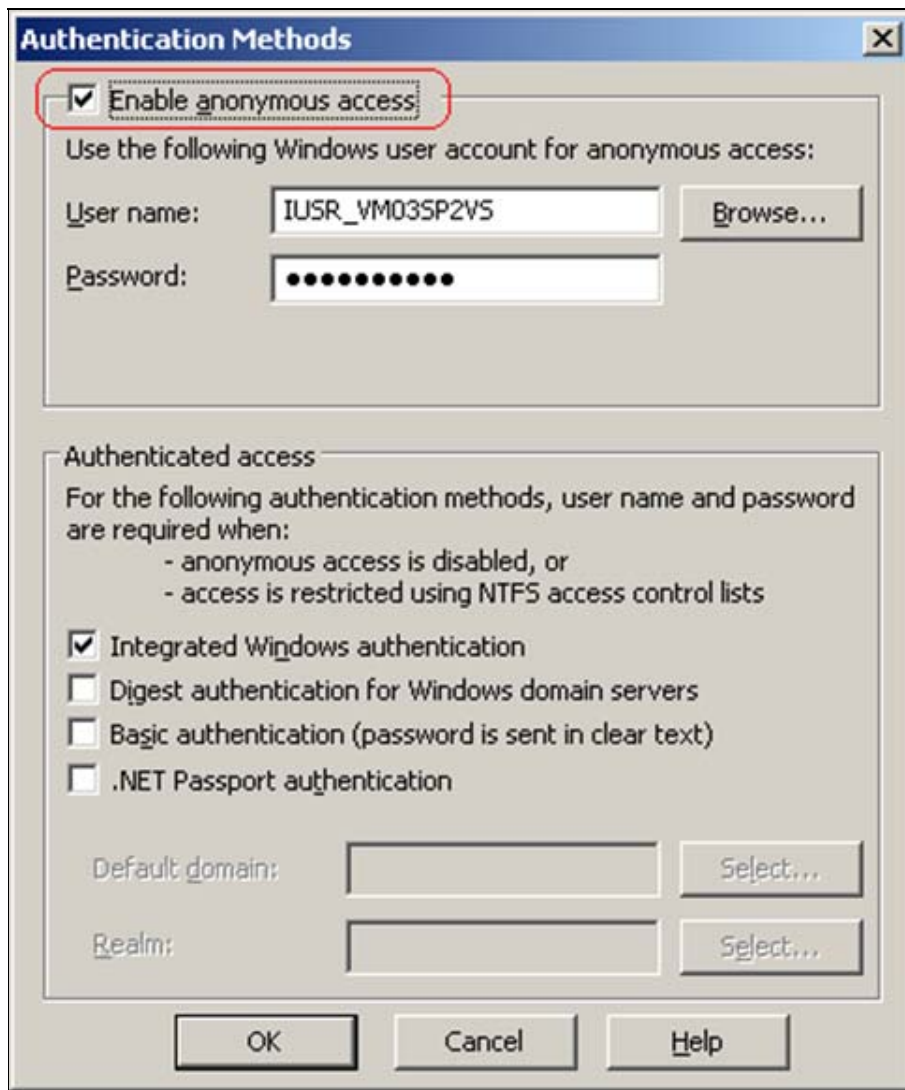 Authentication Methods
Enable anonymous access
Use the following Windows user account for anonymous access:
User name: IUSR_VM03SP2VS Browse...
Password: ●●●●●●●●●●
Authenticated access
For the following authentication methods, user name and password
are required when:
- anonymous access is disabled, or
- access is restricted using NTFS access control lists
Integrated Windows authentication
Digest authentication for Windows domain servers
Basic authentication (password is sent in clear text)
.NET Passport authentication
Default domain: Select...
Realm: Select...
OK Cancel Help